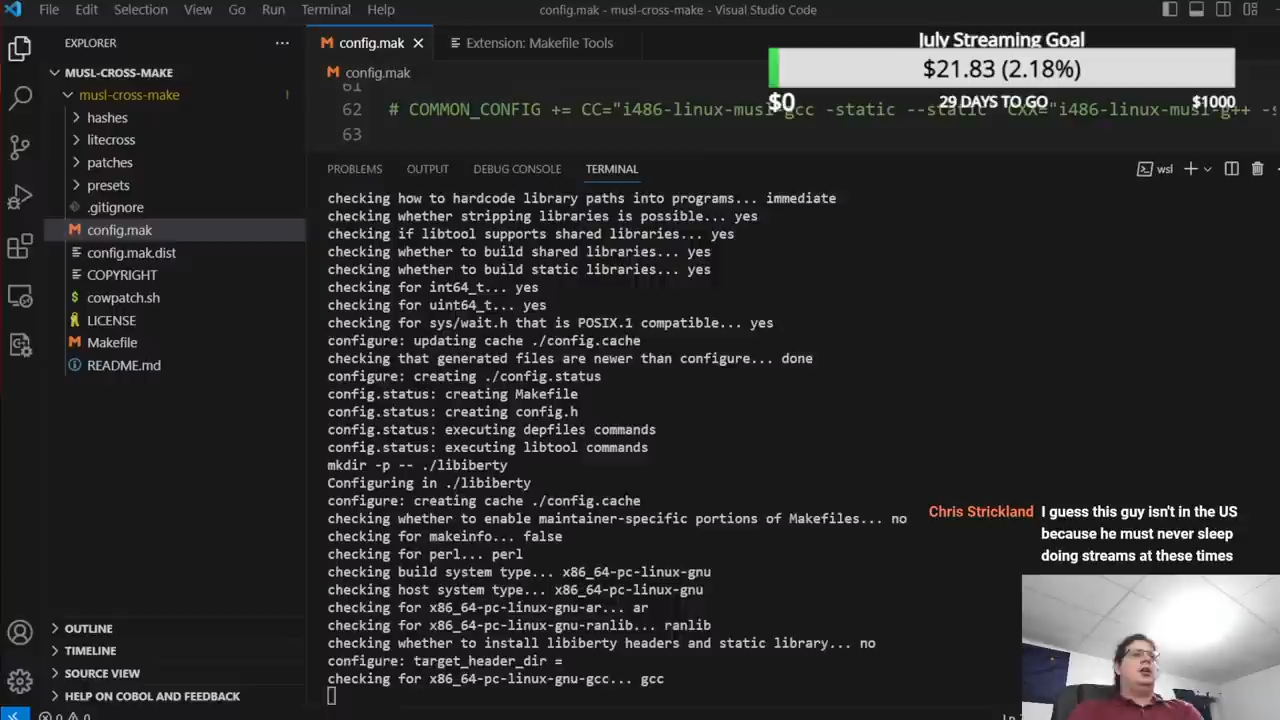 File Edit Selection View Go Run Terminal Help config.mak - musl-cross-make - Visual Studio Code
EXPLORER
MUSL-CROSS-MAKE
musl-cross-make !
hashes
litecross
patches
presets
.gitignore
config.mak
config.mak.dist
COPYRIGHT
cowpatch.sh
LICENSE
Makefile
README.md
OUTLINE
TIMELINE
SOURCE VIEW
HELP ON COBOL AND FEEDBACK
0 0
config.mak Extension: Makefile Tools
config.mak
61
62 # COMMON_CONFIG += CC="i486-linux-musl-gcc -static --static" CXX="i486-linux-musl-g++ -s
63
July Streaming Goal
$21.83 (2.18%)
$0 29 DAYS TO GO $1000
PROBLEMS OUTPUT DEBUG CONSOLE TERMINAL wsl
checking how to hardcode library paths into programs... immediate
checking whether stripping libraries is possible... yes
checking if libtool supports shared libraries... yes
checking whether to build shared libraries... yes
checking whether to build static libraries... yes
checking for int64_t... yes
checking for uint64_t... yes
checking for sys/wait.h that is POSIX.1 compatible... yes
configure: updating cache ./config.cache
checking that generated files are newer than configure... done
configure: creating ./config.status
config.status: creating Makefile
config.status: creating config.h
config.status: executing depfiles commands
config.status: executing libtool commands
mkdir -p -- ./libiberty
Configuring in ./libiberty
configure: creating cache ./config.cache
checking whether to enable maintainer-specific portions of Makefiles... no
checking for makeinfo... false
checking for perl... perl
checking build system type... x86_64-pc-linux-gnu
checking host system type... x86_64-pc-linux-gnu
checking for x86_64-pc-linux-gnu-ar... ar
checking for x86_64-pc-linux-gnu-ranlib... ranlib
checking whether to install libiberty headers and static library... no
configure: target_header_dir =
checking for x86_64-pc-linux-gnu-gcc... gcc
Chris Strickland I guess this guy isn't in the US
because he must never sleep
doing streams at these times